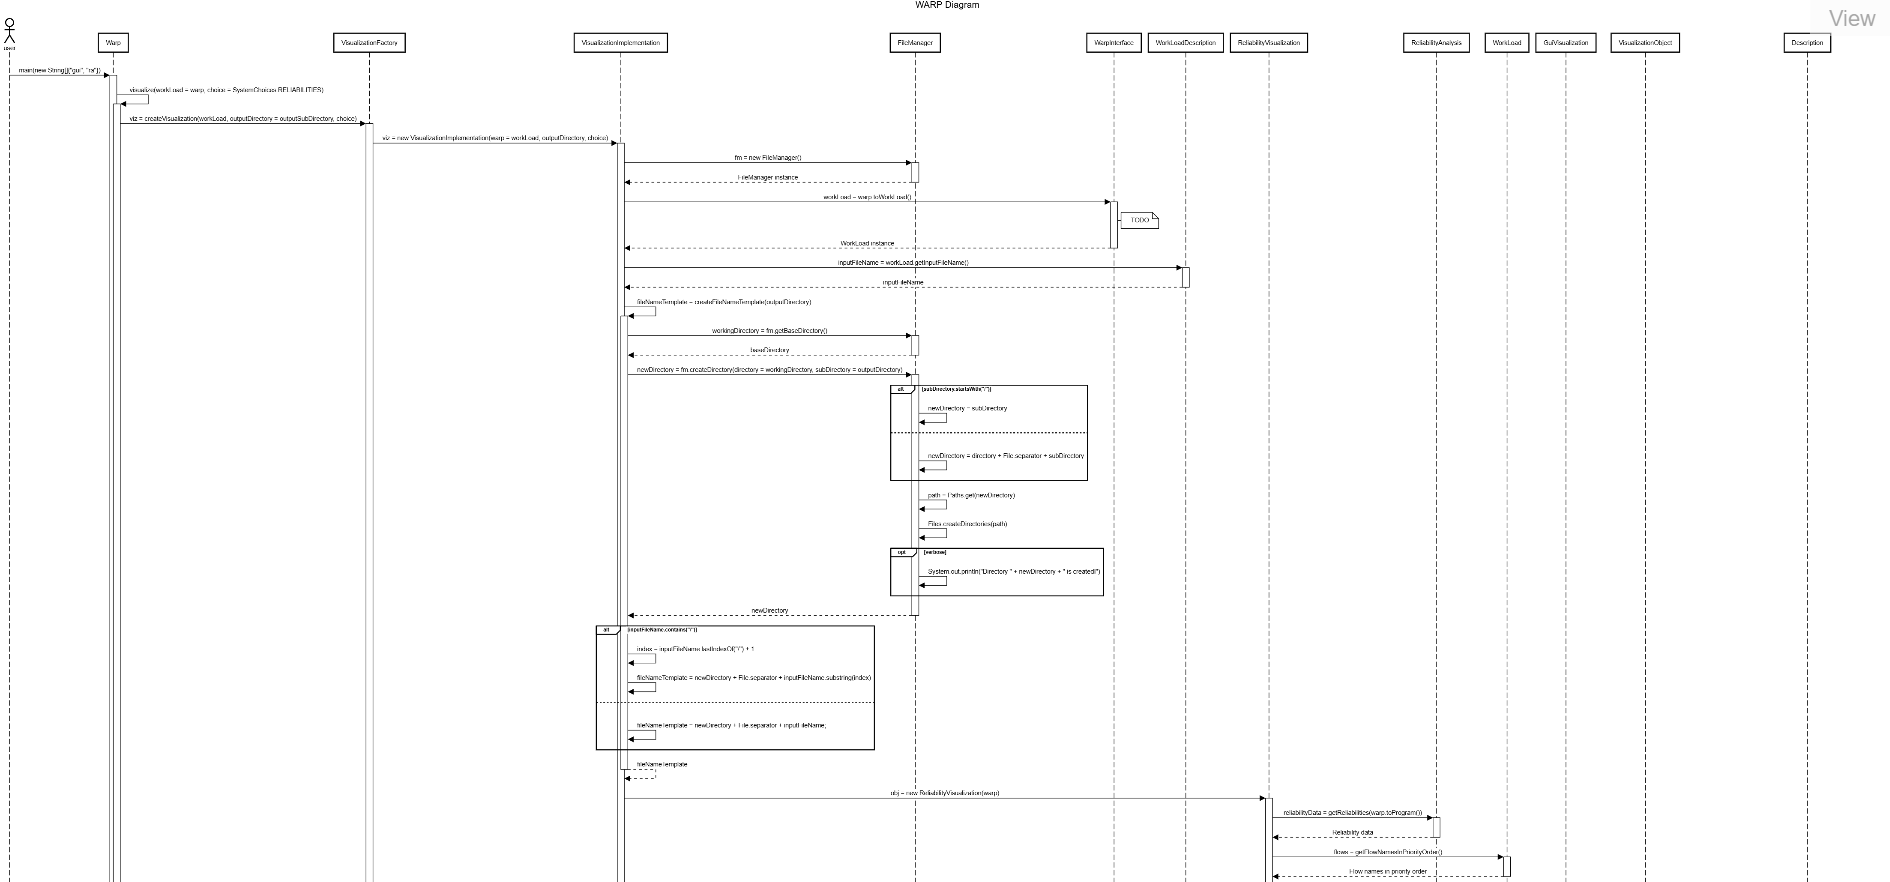 WARP Diagram
View
user
Warp
VisualizationFactory
VisualizationImplementation
FileManager
WarpInterface
WorkLoadDescription
ReliabilityVisualization
ReliabilityAnalysis
WorkLoad
GuiVisualization
VisualizationObject
Description
main(new String[]{"gui", "ra"})
visualize(workLoad = warp, choice = SystemChoices.RELIABILITIES)
viz = createVisualization(workLoad, outputDirectory = outputSubDirectory, choice)
viz = new VisualizationImplementation(warp = workLoad, outputDirectory, choice)
fm = new FileManager()
FileManager instance
workLoad = warp.toWorkLoad()
TODO
WorkLoad instance
inputFileName = workLoad.getInputFileName()
inputFileName
fileNameTemplate = createFileNameTemplate(outputDirectory)
workingDirectory = fm.getBaseDirectory()
baseDirectory
newDirectory = fm.createDirectory(directory = workingDirectory, subDirectory = outputDirectory)
alt [subDirectory.startsWith("/")]
newDirectory = subDirectory
newDirectory = directory + File.separator + subDirectory
path = Paths.get(newDirectory)
Files.createDirectories(path)
opt [verbose]
System.out.println("Directory " + newDirectory + " is created!")
newDirectory
alt [inputFileName.contains("/")]
index = inputFileName.lastIndexOf("/") + 1
fileNameTemplate = newDirectory + File.separator + inputFileName.substring(index)
fileNameTemplate = newDirectory + File.separator + inputFileName;
fileNameTemplate
obj = new ReliabilityVisualization(warp)
reliabilityData = getReliabilities(warp.toProgram())
Reliability data
flows = getFlowNamesInPriorityOrder()
Flow names in priority order